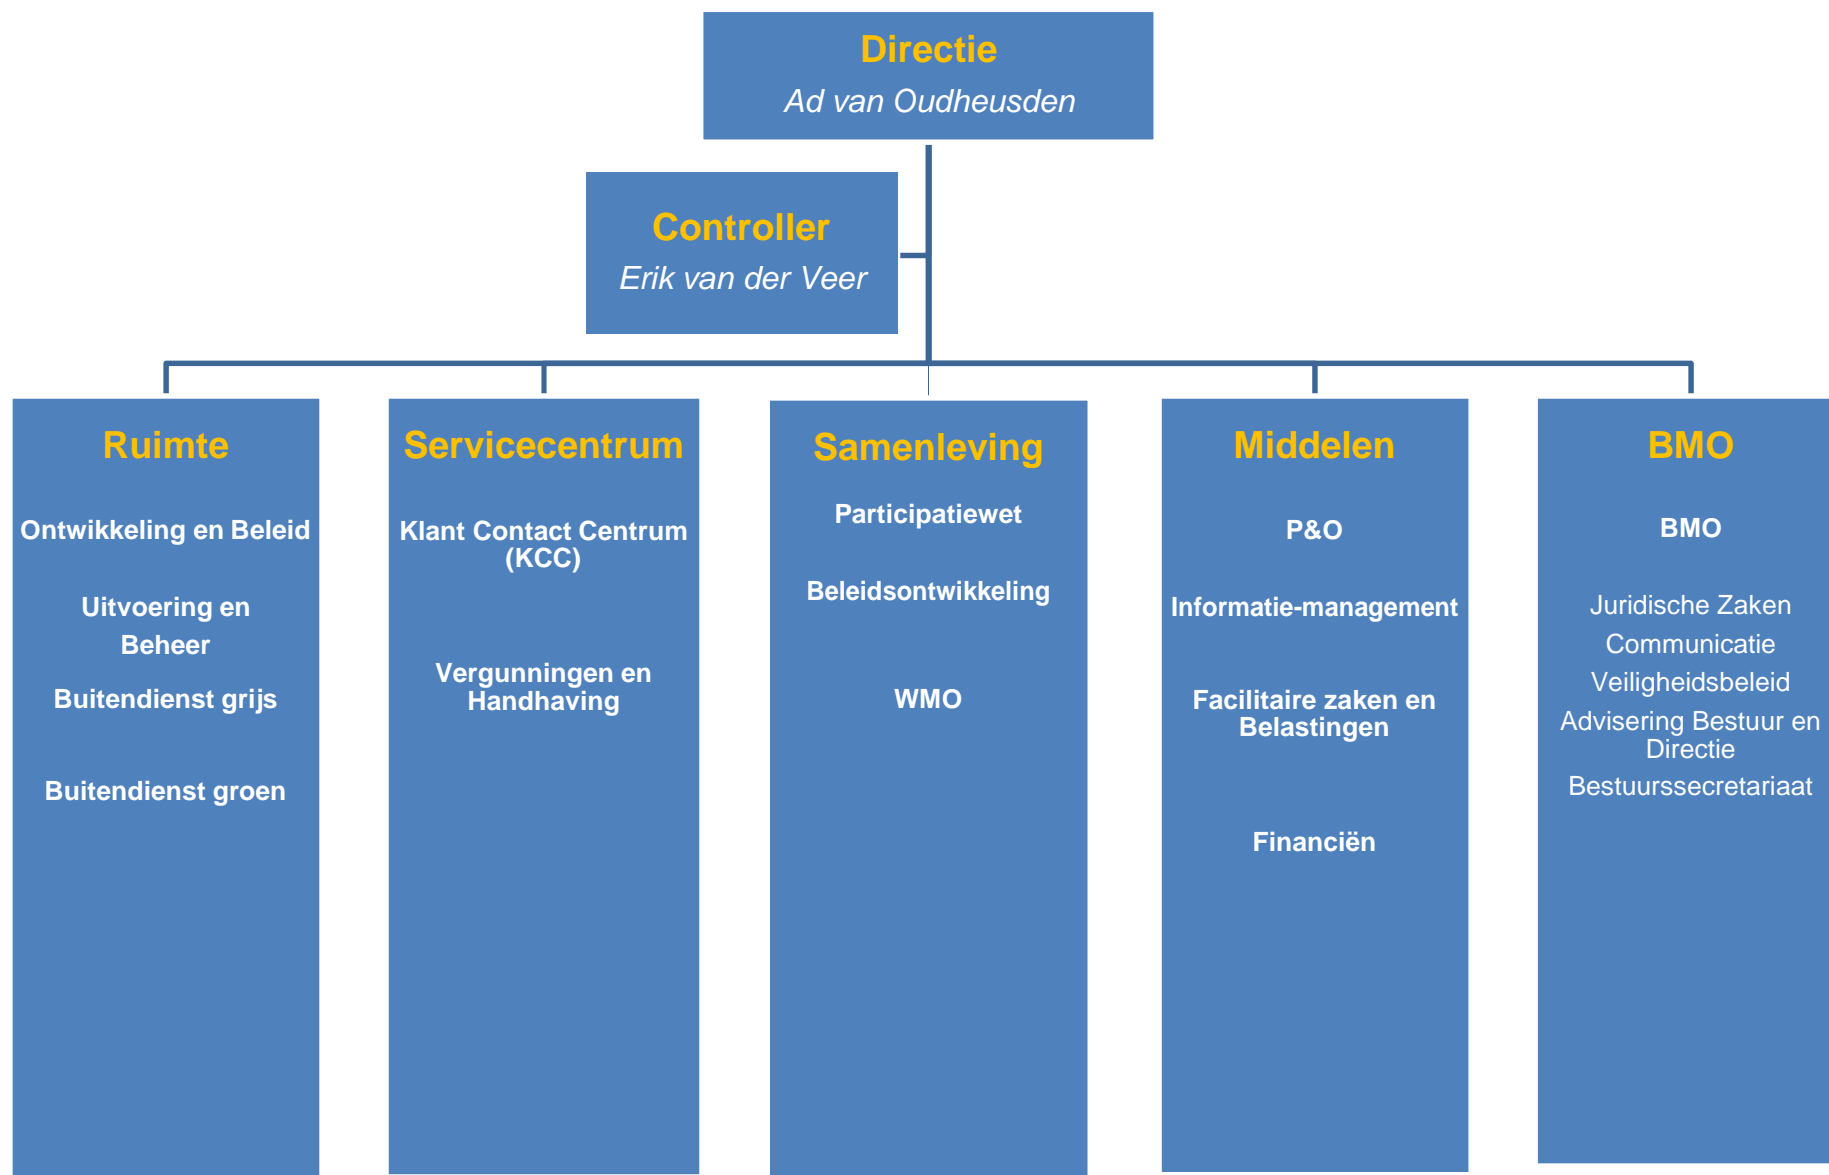 Directie
Ad van Oudheusden
Controller
Erik van der Veer
Ruimte
Ontwikkeling en Beleid
Uitvoering en
Beheer
Buitendienst grijs
Buitendienst groen
Servicecentrum
Klant Contact Centrum
(KCC)
Vergunningen en
Handhaving
Samenleving
Participatiewet
Beleidsontwikkeling
WMO
Middelen
P&O
Informatie-management
Facilitaire zaken en
Belastingen
Financiën
BMO
BMO
Juridische Zaken
Communicatie
Veiligheidsbeleid
Advisering Bestuur en
Directie
Bestuurssecretariaat